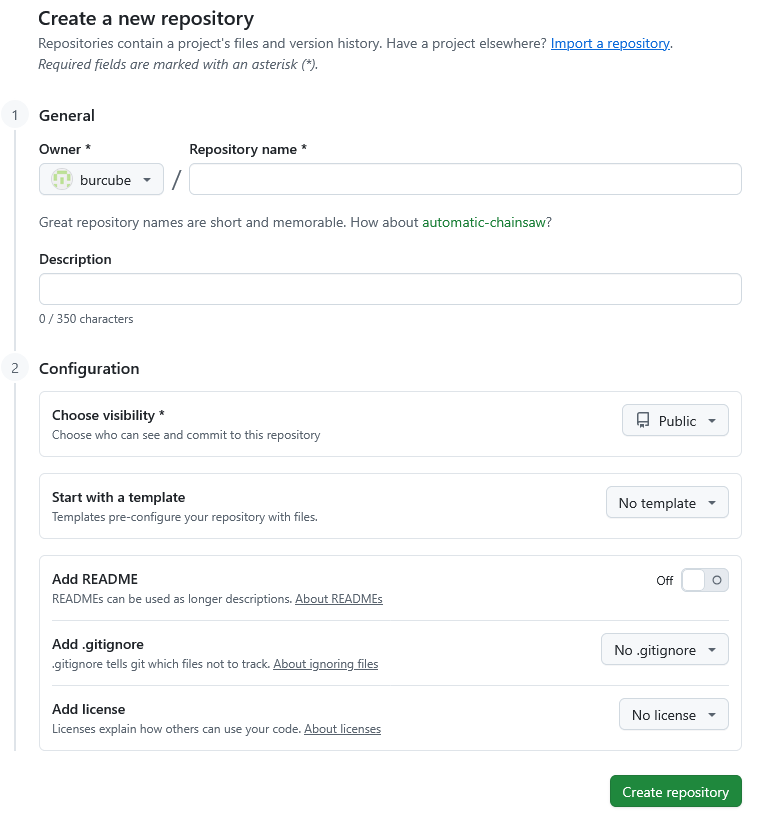 Create a new repository
Repositories contain a project's files and version history. Have a project elsewhere? Import a repository.
Required fields are marked with an asterisk (*).
1 General
Owner * Repository name *
burcube /
Great repository names are short and memorable. How about automatic-chainsaw?
Description
0 / 350 characters
2 Configuration
Choose visibility *
Choose who can see and commit to this repository
Public
Start with a template
Templates pre-configure your repository with files.
No template
Add README
READMEs can be used as longer descriptions. About READMEs
Off
Add .gitignore
.gitignore tells git which files not to track. About ignoring files
No .gitignore
Add license
Licenses explain how others can use your code. About licenses
No license
Create repository